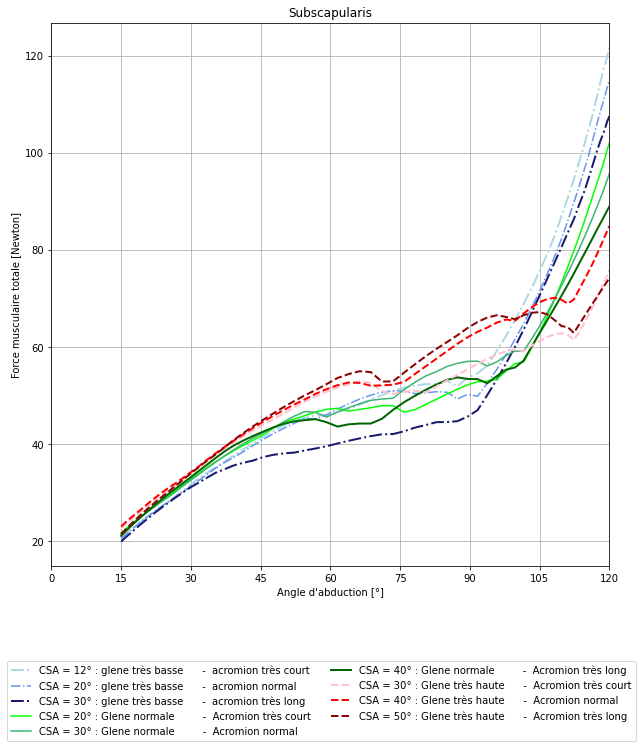 Subscapularis
120
100
80
60
40
20
Force musculaire totale [Newton]
0 15 30 45 60 75 90 105 120
Angle d'abduction [°]
CSA = 12° : glene très basse - acromion très court
CSA = 20° : glene très basse - acromion normal
CSA = 30° : glene très basse - acromion très long
CSA = 20° : Glene normale - Acromion très court
CSA = 30° : Glene normale - Acromion normal
CSA = 40° : Glene normale - Acromion très long
CSA = 30° : Glene très haute - Acromion très court
CSA = 40° : Glene très haute - Acromion normal
CSA = 50° : Glene très haute - Acromion très long